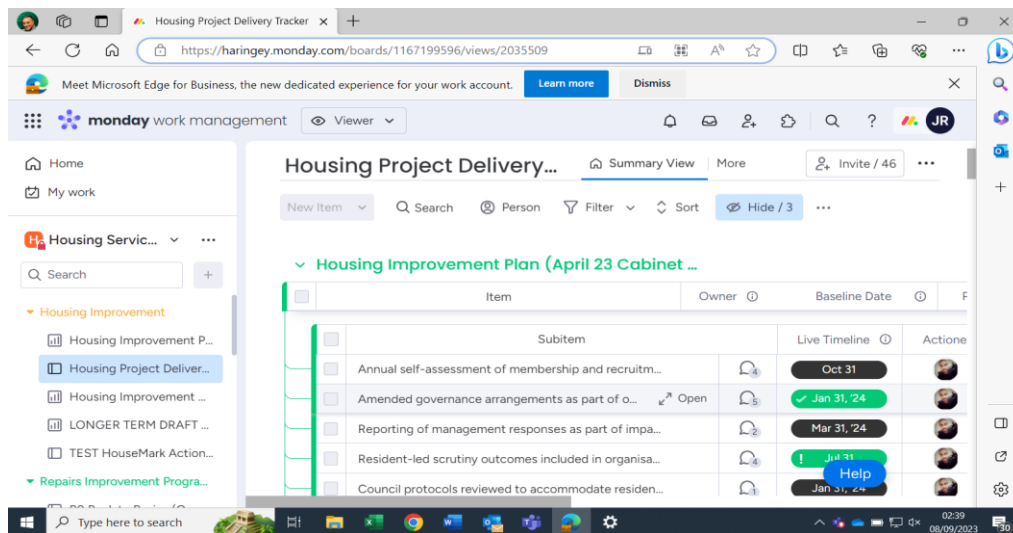 Housing Project Delivery Tracker
https://haringey.monday.com/boards/1167199596/views/2035509
Meet Microsoft Edge for Business, the new dedicated experience for your work account. Learn more Dismiss
monday work management Viewer JR
Home
My work
Housing Servic...
Search
Housing Improvement
Housing Improvement P...
Housing Project Deliver...
Housing Improvement ...
LONGER TERM DRAFT ...
TEST HouseMark Action...
Repairs Improvement Progra...
Housing Project Delivery... Summary View More Invite / 46
New Item Search Person Filter Sort Hide / 3
Housing Improvement Plan (April 23 Cabinet ...
Item Owner Baseline Date
Subitem Live Timeline Actione
Annual self-assessment of membership and recruitm... 4 Oct 31
Amended governance arrangements as part of o... Open 5 Jan 31, '24
Reporting of management responses as part of impa... 2 Mar 31, '24
Resident-led scrutiny outcomes included in organisa... 4 ! Jul 31
Help
Council protocols reviewed to accommodate residen... 1 Jan 31, '24
Type here to search
02:39
08/09/2023
30